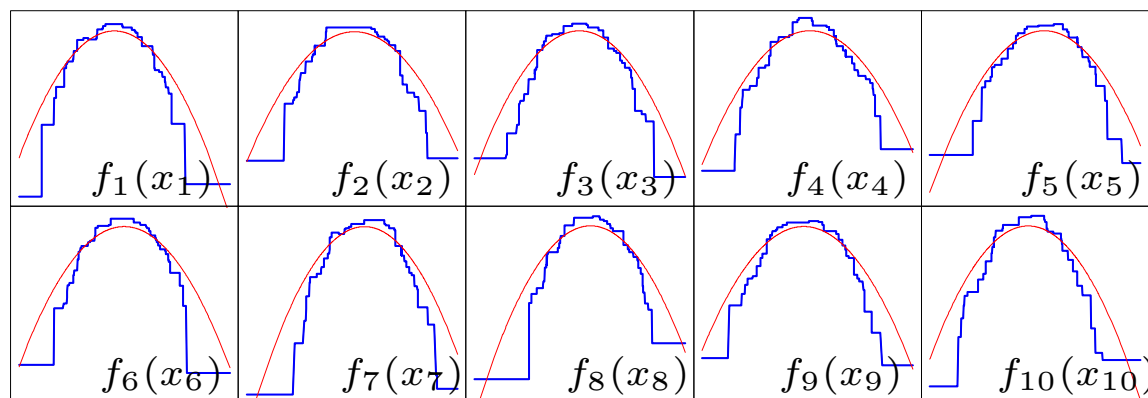 f₁(x₁) f₂(x₂) f₃(x₃) f₄(x₄) f₅(x₅)
f₆(x₆) f₇(x₇) f₈(x₈) f₉(x₉) f₁₀(x₁₀)